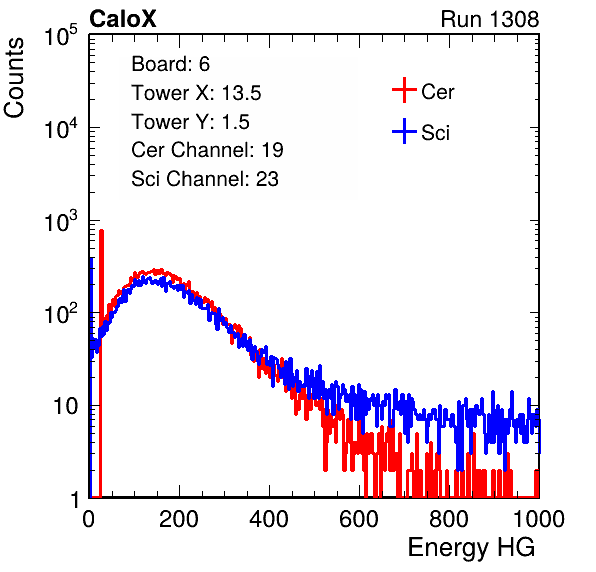 CaloX Run 1308
Counts
10^5
10^4
10^3
10^2
10
1
Board: 6
Tower X: 13.5
Tower Y: 1.5
Cer Channel: 19
Sci Channel: 23
Cer
Sci
0 200 400 600 800 1000
Energy HG